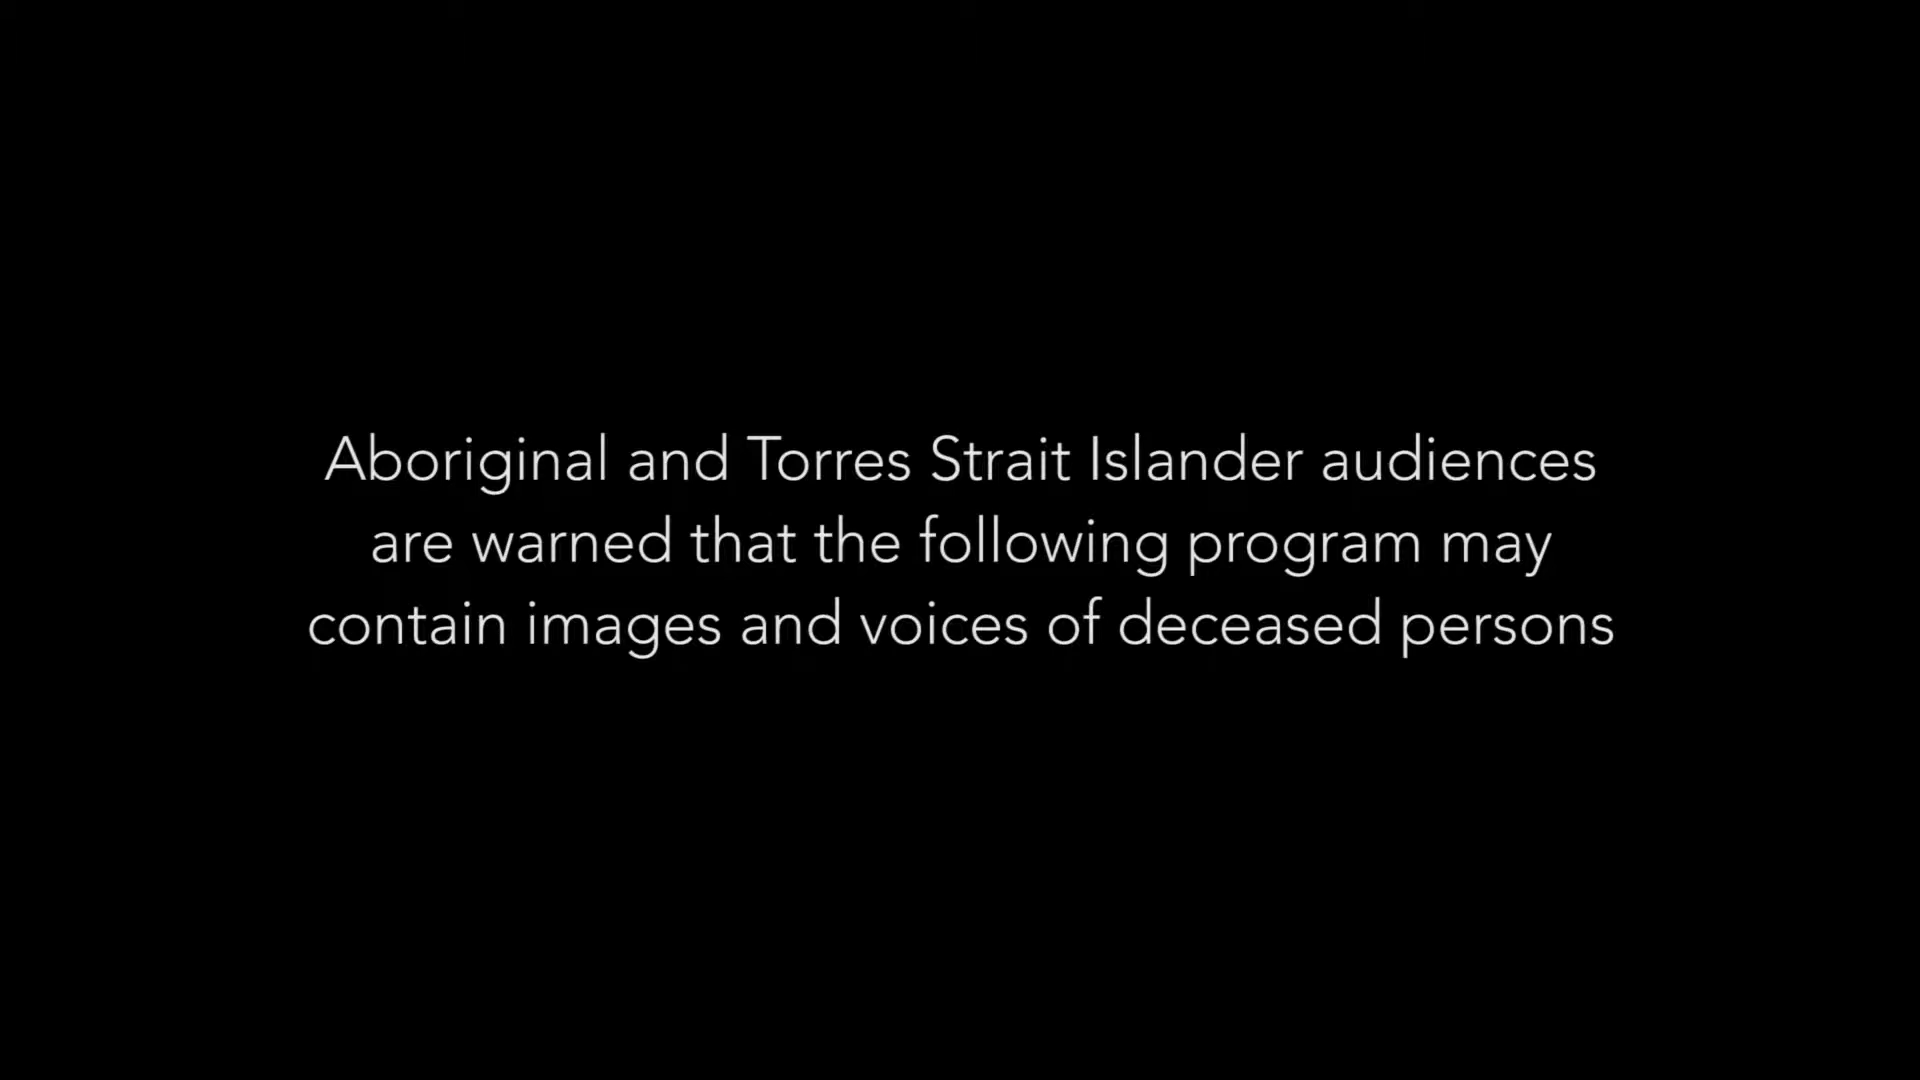 Aboriginal and Torres Strait Islander audiences
are warned that the following program may
contain images and voices of deceased persons